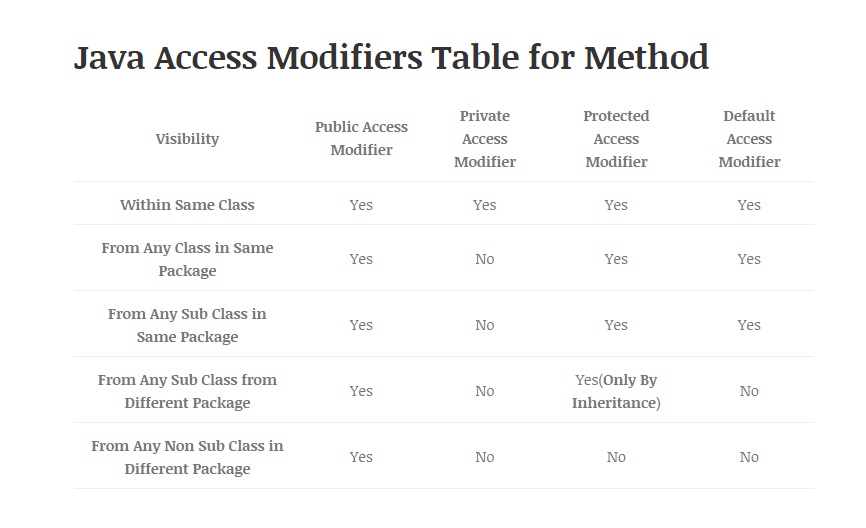 Java Access Modifiers Table for Method
Visibility
Public Access
Modifier
Private
Access
Modifier
Protected
Access
Modifier
Default
Access
Modifier
Within Same Class
Yes
Yes
Yes
Yes
From Any Class in Same
Package
Yes
No
Yes
Yes
From Any Sub Class in
Same Package
Yes
No
Yes
Yes
From Any Sub Class from
Different Package
Yes
No
Yes(Only By
Inheritance)
No
From Any Non Sub Class in
Different Package
Yes
No
No
No